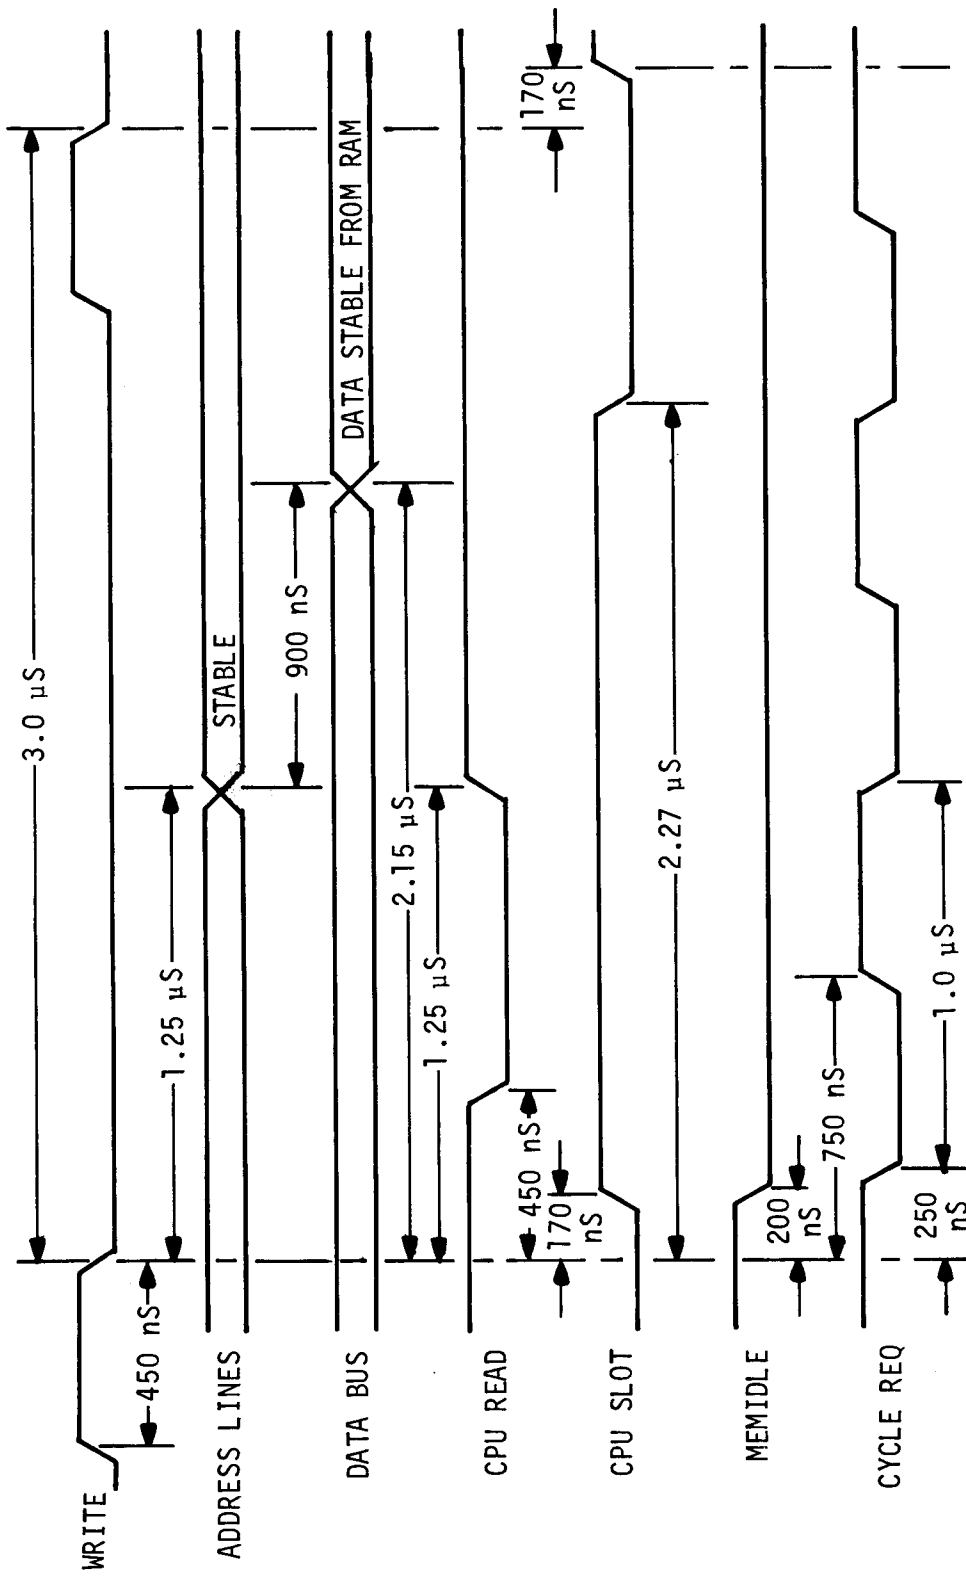 WRITE
450 nS
3.0 µS
ADDRESS LINES
1.25 µS
STABLE
900 nS
DATA BUS
2.15 µS
DATA STABLE FROM RAM
CPU READ
450 nS
1.25 µS
CPU SLOT
170
nS
2.27 µS
170
nS
MEMIDLE
200
nS
CYCLE REQ
750 nS
250
nS
1.0 µS